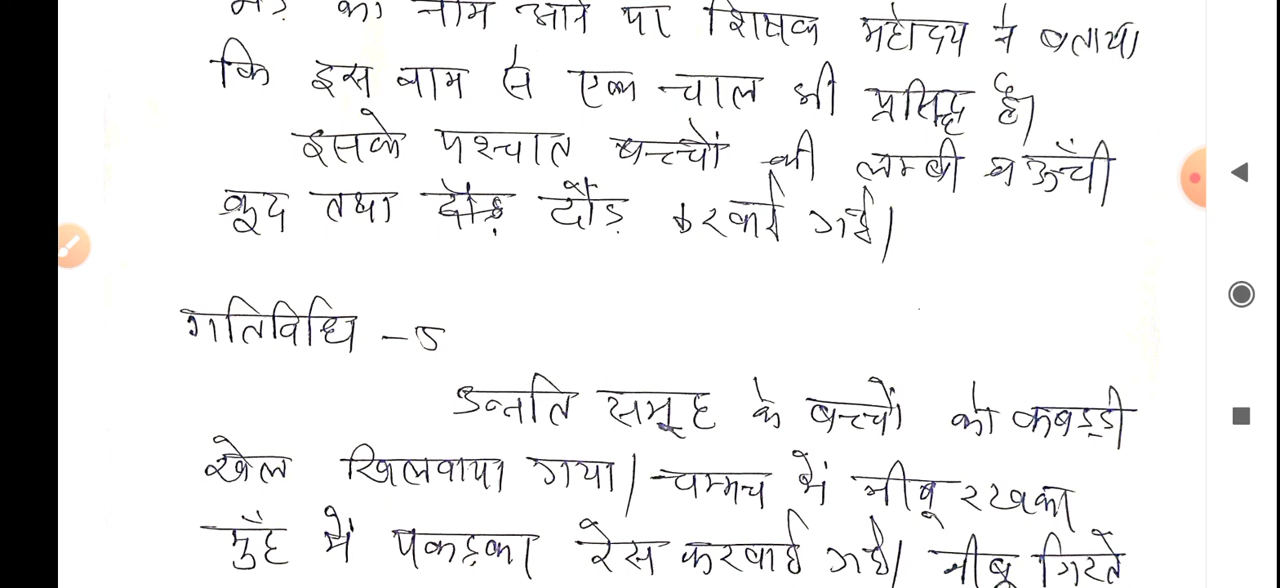 का नाम आने पर शिक्षक महोदय ने बताया
कि इस नाम से एक चाल भी प्रसिद्ध है।
इसके पश्चात बच्चों की लम्बी व ऊँची
कूद तथा दौड़ दौड़ करवाई गई।
गतिविधि -5
उन्नति समूह के बच्चों को कबड्डी
खेल खिलवाया गया। चम्मच में नीबू रखकर
मुँह में पकड़कर रेस करवाई गई। नीबू गिरते